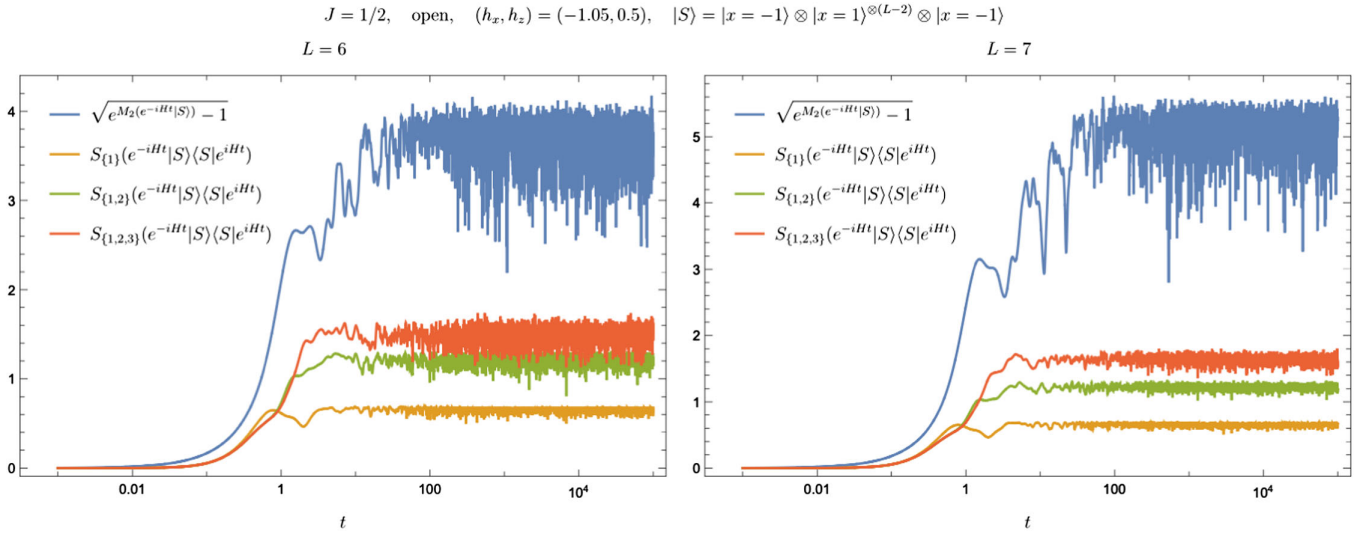 J = 1/2,   open,   (h_x, h_z) = (−1.05, 0.5),   |S⟩ = |x = −1⟩ ⊗ |x = 1⟩^{⊗(L−2)} ⊗ |x = −1⟩
L = 6
√(e^{M_2(e^{−iHt}|S⟩)} − 1)
S_{{1}}(e^{−iHt}|S⟩⟨S|e^{iHt})
S_{{1,2}}(e^{−iHt}|S⟩⟨S|e^{iHt})
S_{{1,2,3}}(e^{−iHt}|S⟩⟨S|e^{iHt})
4
3
2
1
0
0.01 1 100 10^4
t
L = 7
√(e^{M_2(e^{−iHt}|S⟩)} − 1)
S_{{1}}(e^{−iHt}|S⟩⟨S|e^{iHt})
S_{{1,2}}(e^{−iHt}|S⟩⟨S|e^{iHt})
S_{{1,2,3}}(e^{−iHt}|S⟩⟨S|e^{iHt})
5
4
3
2
1
0
0.01 1 100 10^4
t